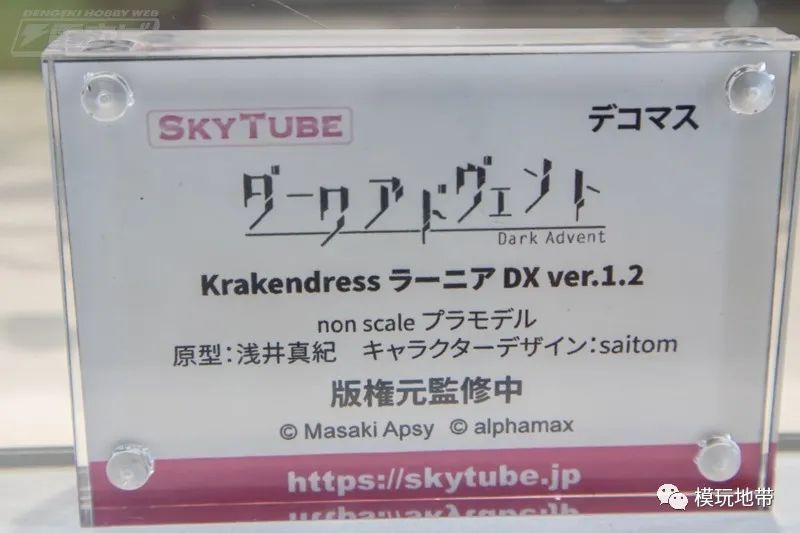 DENGEKI HOBBY WEB
SKYTUBE
デコマス
ダークアドヴェント
Dark Advent
Krakendress ラーニア DX ver.1.2
non scale プラモデル
原型：浅井真紀　キャラクターデザイン：saitom
版権元監修中
© Masaki Apsy © alphamax
https://skytube.jp
模玩地带